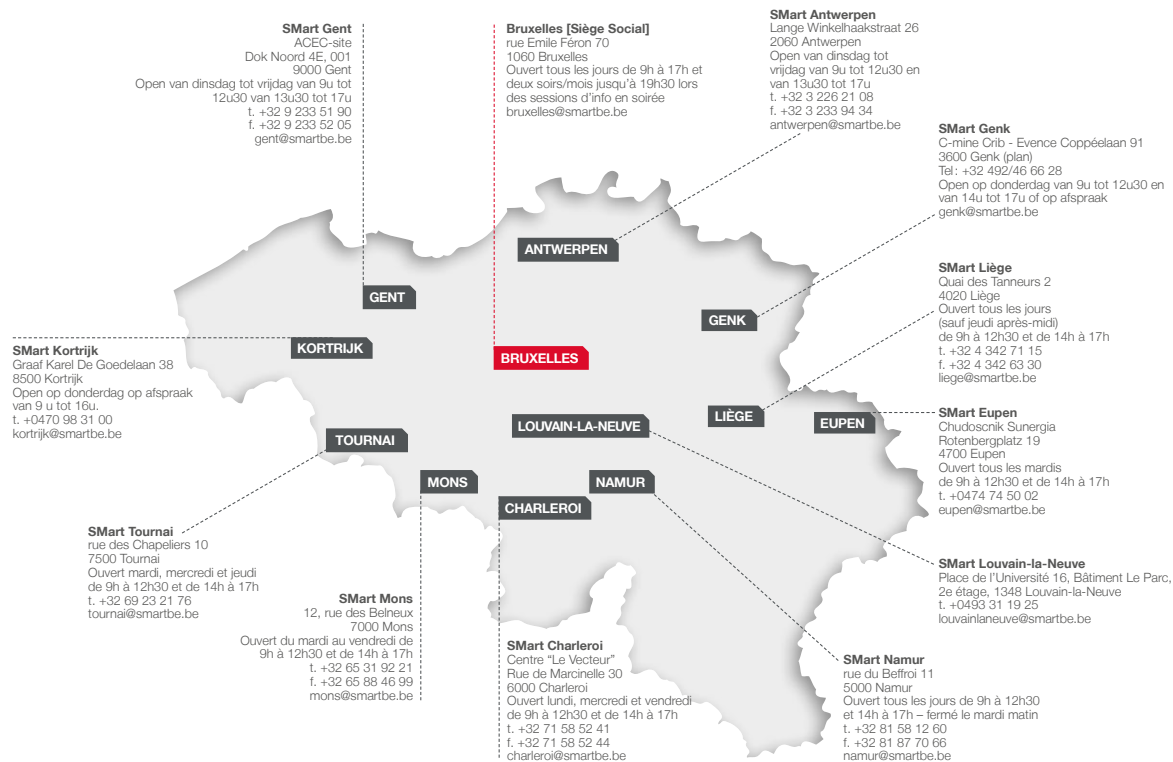 SMart Gent
ACEC-site
Dok Noord 4E, 001
9000 Gent
Open van dinsdag tot vrijdag van 9u tot
12u30 van 13u30 tot 17u
t. +32 9 233 51 90
f. +32 9 233 52 05
gent@smartbe.be
Bruxelles [Siège Social]
rue Emile Féron 70
1060 Bruxelles
Ouvert tous les jours de 9h à 17h et
deux soirs/mois jusqu'à 19h30 lors
des sessions d'info en soirée
bruxelles@smartbe.be
SMart Antwerpen
Lange Winkelhaakstraat 26
2060 Antwerpen
Open van dinsdag tot
vrijdag van 9u tot 12u30 en
van 13u30 tot 17u
t. +32 3 226 21 08
f. +32 3 233 94 34
antwerpen@smartbe.be
SMart Genk
C-mine Crib - Evence Coppéelaan 91
3600 Genk (plan)
Tel: +32 492/46 66 28
Open op donderdag van 9u tot 12u30 en
van 14u tot 17u of op afspraak
genk@smartbe.be
ANTWERPEN
GENT
GENK
KORTRIJK
BRUXELLES
SMart Liège
Quai des Tanneurs 2
4020 Liège
Ouvert tous les jours
(sauf jeudi après-midi)
de 9h à 12h30 et de 14h à 17h
t. +32 4 342 71 15
f. +32 4 342 63 30
liege@smartbe.be
SMart Kortrijk
Graaf Karel De Goedelaan 38
8500 Kortrijk
Open op donderdag op afspraak
van 9 u tot 16u.
t. +0470 98 31 00
kortrijk@smartbe.be
LIÈGE
EUPEN
LOUVAIN-LA-NEUVE
TOURNAI
MONS
NAMUR
CHARLEROI
SMart Eupen
Chudoscnik Sunergia
Rotenbergplatz 19
4700 Eupen
Ouvert tous les mardis
de 9h à 12h30 et de 14h à 17h
t. +0474 74 50 02
eupen@smartbe.be
SMart Tournai
rue des Chapeliers 10
7500 Tournai
Ouvert mardi, mercredi et jeudi
de 9h à 12h30 et de 14h à 17h
t. +32 69 23 21 76
tournai@smartbe.be
SMart Mons
12, rue des Belneux
7000 Mons
Ouvert du mardi au vendredi de
9h à 12h30 et de 14h à 17h
t. +32 65 31 92 21
f. +32 65 88 46 99
mons@smartbe.be
SMart Charleroi
Centre "Le Vecteur"
Rue de Marcinelle 30
6000 Charleroi
Ouvert lundi, mercredi et vendredi
de 9h à 12h30 et de 14h à 17h
t. +32 71 58 52 41
f. +32 71 58 52 44
charleroi@smartbe.be
SMart Louvain-la-Neuve
Place de l'Université 16, Bâtiment Le Parc,
2e étage, 1348 Louvain-la-Neuve
t. +0493 31 19 25
louvainlaneuve@smartbe.be
SMart Namur
rue du Beffroi 11
5000 Namur
Ouvert tous les jours de 9h à 12h30
et 14h à 17h – fermé le mardi matin
t. +32 81 58 12 60
f. +32 81 87 70 66
namur@smartbe.be